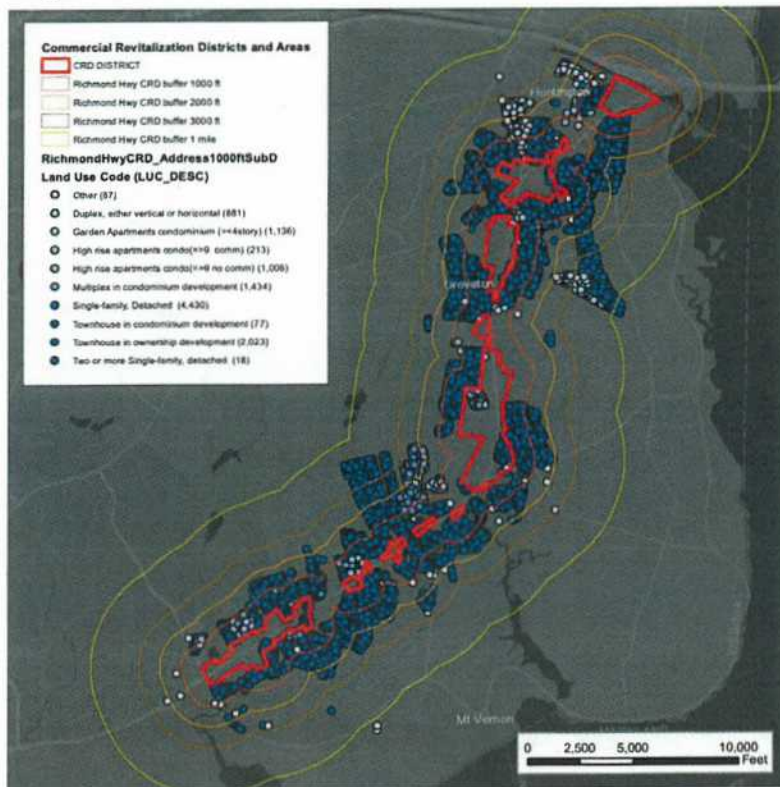 Commercial Revitalization Districts and Areas
CRD DISTRICT
Richmond Hwy CRD buffer 1000 ft
Richmond Hwy CRD buffer 2000 ft
Richmond Hwy CRD buffer 3000 ft
Richmond Hwy CRD buffer 1 mile
RichmondHwyCRD_Address1000ftSubD
Land Use Code (LUC_DESC)
Other (57)
Duplex, either vertical or horizontal (881)
Garden Apartments condominium (>=4story) (1,136)
High rise apartments condo(=>9 comm) (213)
High rise apartments condo(<=9 no comm) (1,006)
Multiplex in condominium development (1,434)
Single-family, Detached (4,430)
Townhouse in condominium development (77)
Townhouse in ownership development (2,023)
Two or more Single-family, detached (18)
Huntington
Groveton
Mt Vernon
0 2,500 5,000 10,000
Feet